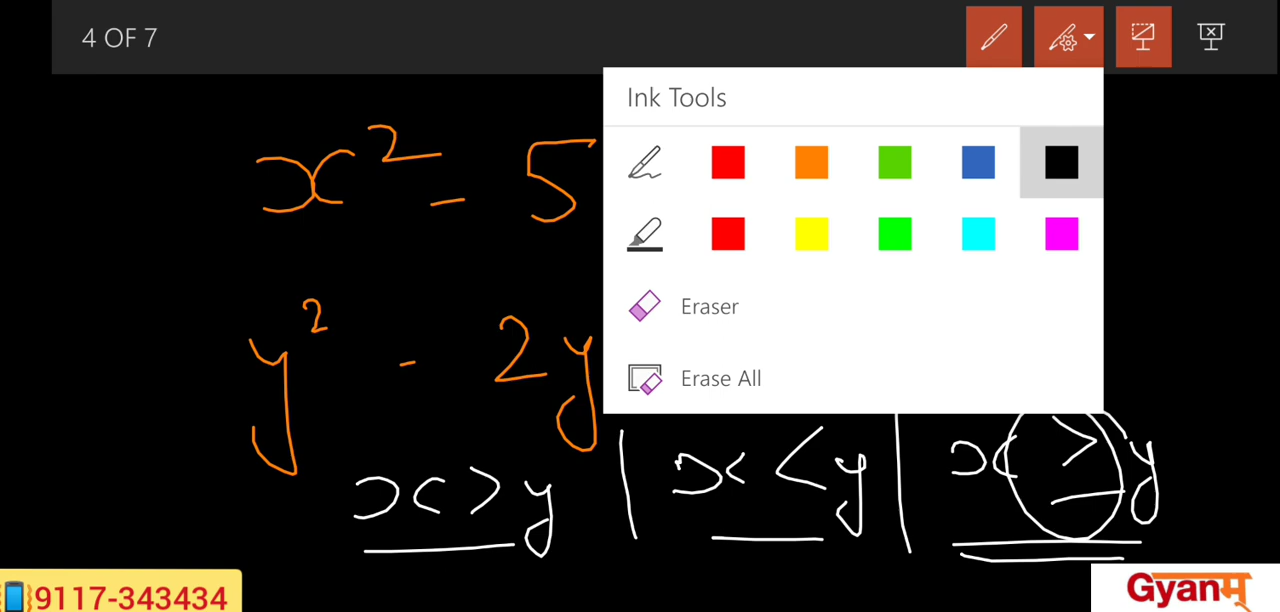 4 OF 7
Ink Tools
x² - 5
Eraser
y² - 2y
Erase All
x > y | x < y | x ≥ y
9117-343434
Gyanम्